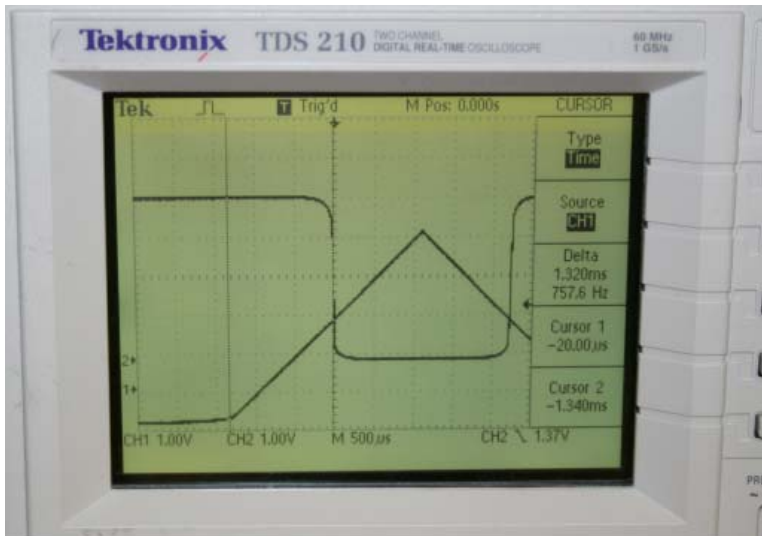 Tektronix TDS 210 TWO CHANNEL
DIGITAL REAL-TIME OSCILLOSCOPE
60 MHz
1 GS/s
Tek T Trig'd M Pos: 0.000s CURSOR
Type
Time
Source
CH1
Delta
1.320ms
757.6 Hz
Cursor 1
-20.00µs
Cursor 2
-1.340ms
2
1
CH1 1.00V CH2 1.00V M 500µs CH2 1.37V